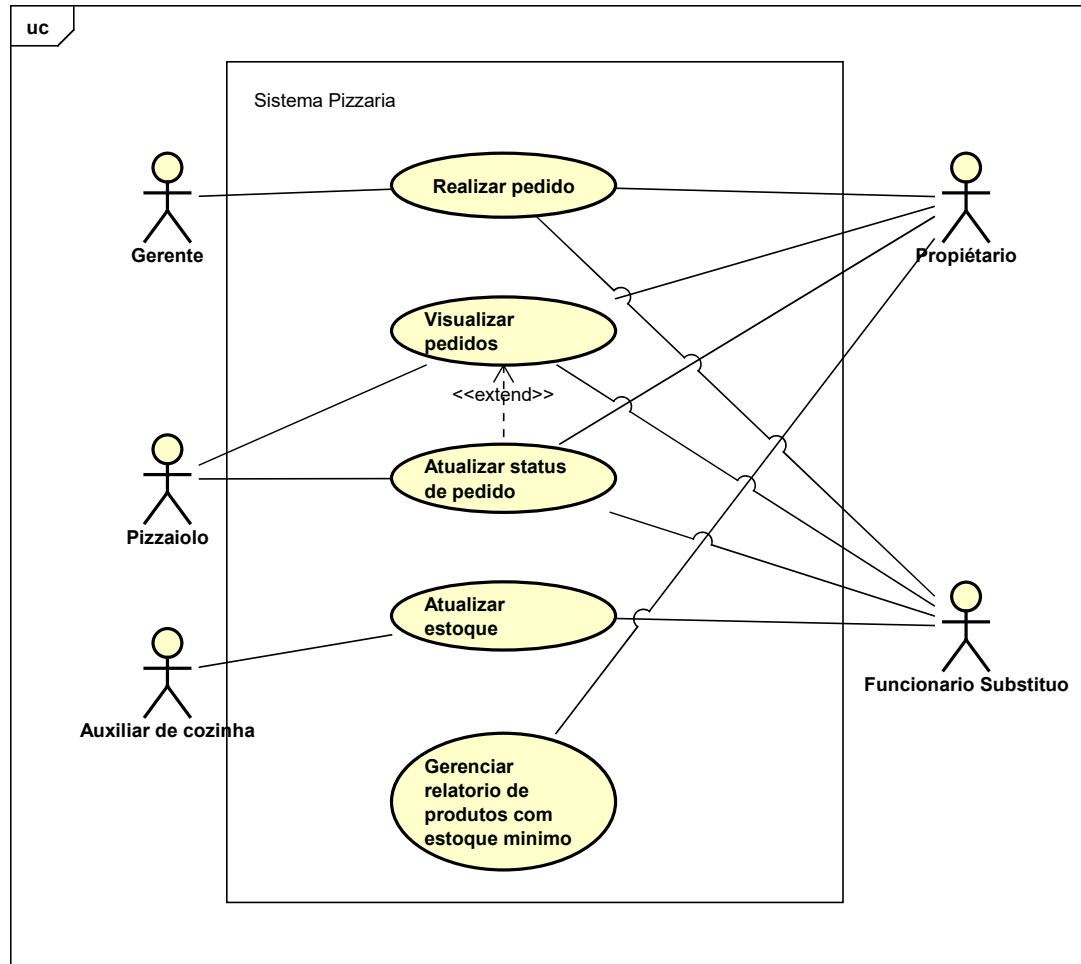 uc
Sistema Pizzaria
Realizar pedido
Gerente
Propiétario
Visualizar
pedidos
<<extend>>
Atualizar status
de pedido
Pizzaiolo
Atualizar
estoque
Auxiliar de cozinha
Funcionario Substituo
Gerenciar
relatorio de
produtos com
estoque minimo